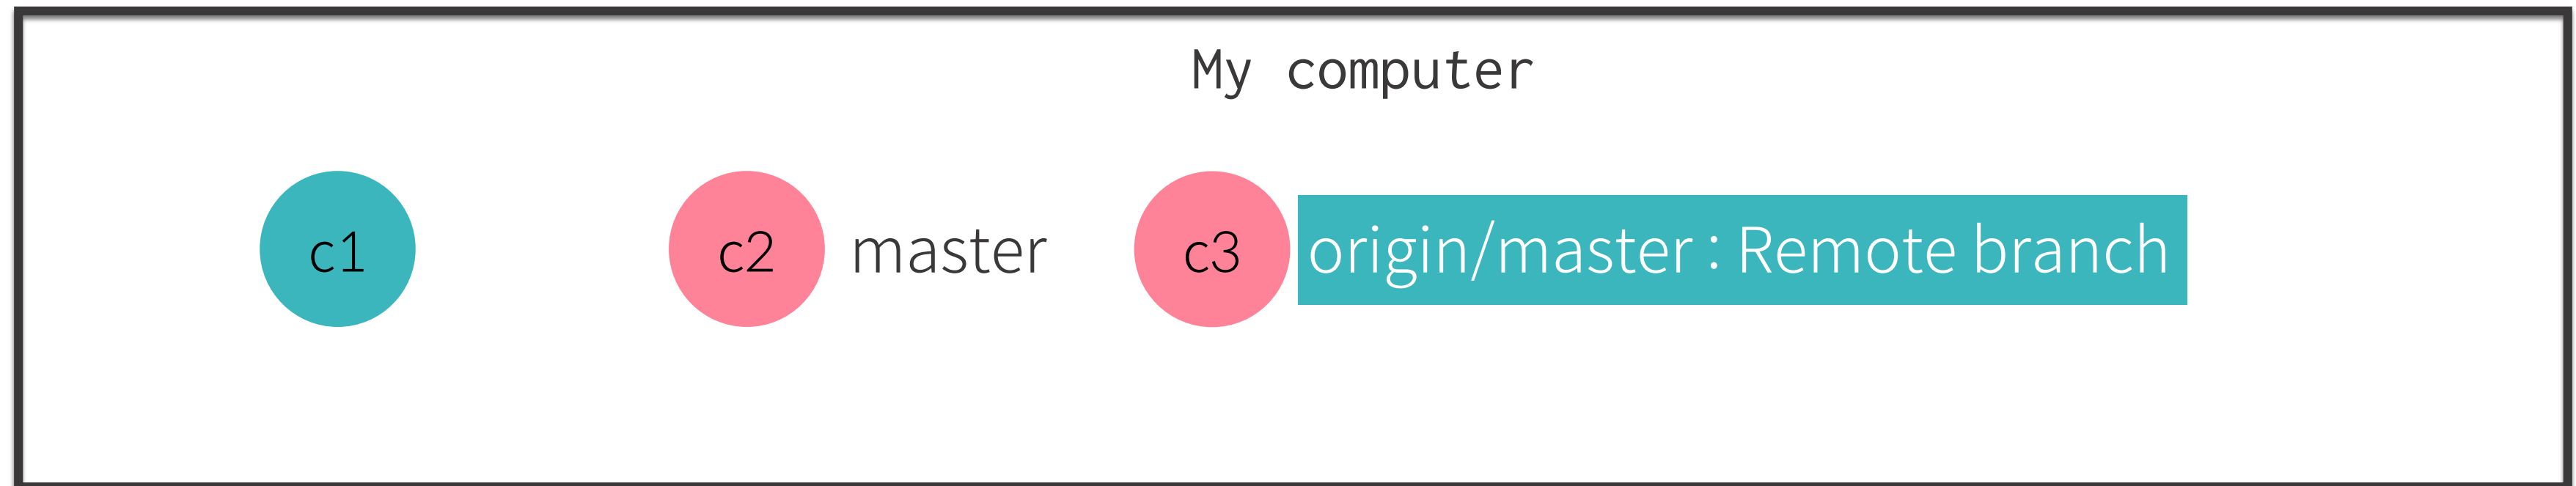 My computer
c1 c2 master c3 origin/master : Remote branch